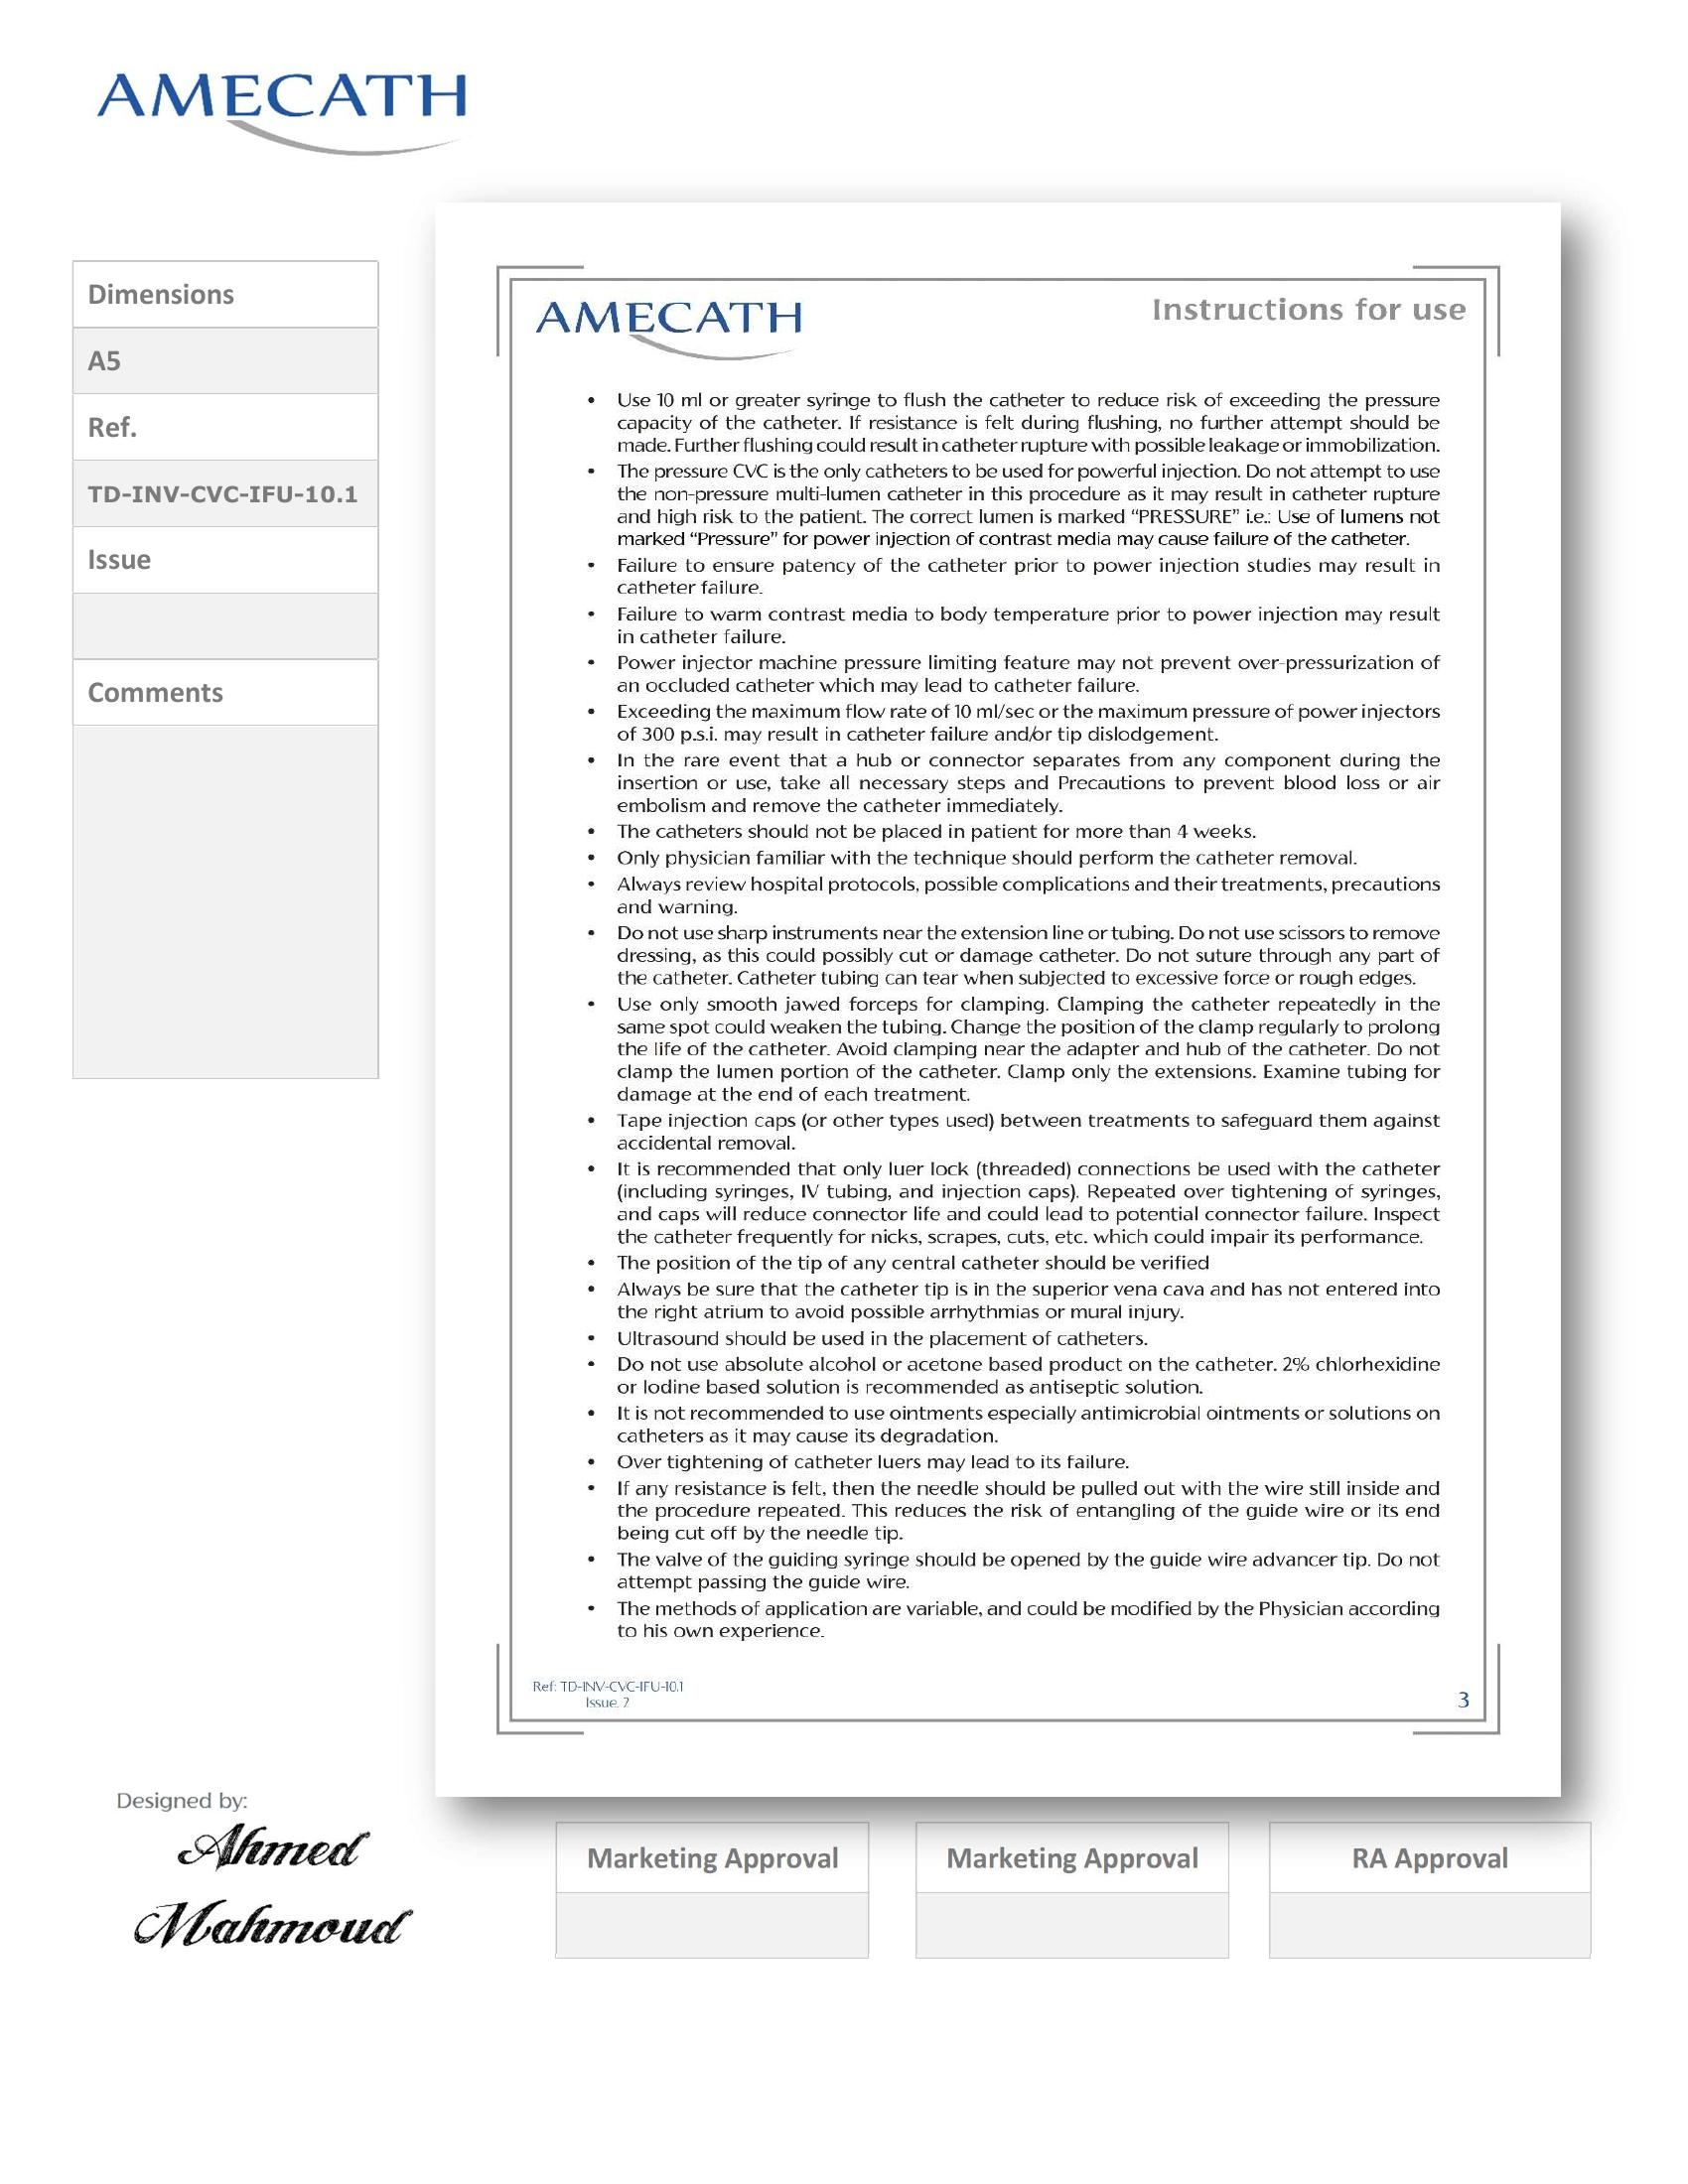 AMECATH
Dimensions
A5
Ref.
TD-INV-CVC-IFU-10.1
Issue
Comments
AMECATH
Instructions for use
• Use 10 ml or greater syringe to flush the catheter to reduce risk of exceeding the pressure
capacity of the catheter. If resistance is felt during flushing, no further attempt should be
made. Further flushing could result in catheter rupture with possible leakage or immobilization.
• The pressure CVC is the only catheters to be used for powerful injection. Do not attempt to use
the non-pressure multi-lumen catheter in this procedure as it may result in catheter rupture
and high risk to the patient. The correct lumen is marked “PRESSURE” i.e.: Use of lumens not
marked “Pressure” for power injection of contrast media may cause failure of the catheter.
• Failure to ensure patency of the catheter prior to power injection studies may result in
catheter failure.
• Failure to warm contrast media to body temperature prior to power injection may result
in catheter failure.
• Power injector machine pressure limiting feature may not prevent over-pressurization of
an occluded catheter which may lead to catheter failure.
• Exceeding the maximum flow rate of 10 ml/sec or the maximum pressure of power injectors
of 300 p.s.i. may result in catheter failure and/or tip dislodgement.
• In the rare event that a hub or connector separates from any component during the
insertion or use, take all necessary steps and Precautions to prevent blood loss or air
embolism and remove the catheter immediately.
• The catheters should not be placed in patient for more than 4 weeks.
• Only physician familiar with the technique should perform the catheter removal.
• Always review hospital protocols, possible complications and their treatments, precautions
and warning.
• Do not use sharp instruments near the extension line or tubing. Do not use scissors to remove
dressing, as this could possibly cut or damage catheter. Do not suture through any part of
the catheter. Catheter tubing can tear when subjected to excessive force or rough edges.
• Use only smooth jawed forceps for clamping. Clamping the catheter repeatedly in the
same spot could weaken the tubing. Change the position of the clamp regularly to prolong
the life of the catheter. Avoid clamping near the adapter and hub of the catheter. Do not
clamp the lumen portion of the catheter. Clamp only the extensions. Examine tubing for
damage at the end of each treatment.
• Tape injection caps (or other types used) between treatments to safeguard them against
accidental removal.
• It is recommended that only luer lock (threaded) connections be used with the catheter
(including syringes, IV tubing, and injection caps). Repeated over tightening of syringes,
and caps will reduce connector life and could lead to potential connector failure. Inspect
the catheter frequently for nicks, scrapes, cuts, etc. which could impair its performance.
• The position of the tip of any central catheter should be verified
• Always be sure that the catheter tip is in the superior vena cava and has not entered into
the right atrium to avoid possible arrhythmias or mural injury.
• Ultrasound should be used in the placement of catheters.
• Do not use absolute alcohol or acetone based product on the catheter. 2% chlorhexidine
or Iodine based solution is recommended as antiseptic solution.
• It is not recommended to use ointments especially antimicrobial ointments or solutions on
catheters as it may cause its degradation.
• Over tightening of catheter luers may lead to its failure.
• If any resistance is felt, then the needle should be pulled out with the wire still inside and
the procedure repeated. This reduces the risk of entangling of the guide wire or its end
being cut off by the needle tip.
• The valve of the guiding syringe should be opened by the guide wire advancer tip. Do not
attempt passing the guide wire.
• The methods of application are variable, and could be modified by the Physician according
to his own experience.
Ref: TD-INV-CVC-IFU-10.1
Issue. 2
3
Designed by:
Ahmed
Mahmoud
Marketing Approval
Marketing Approval
RA Approval